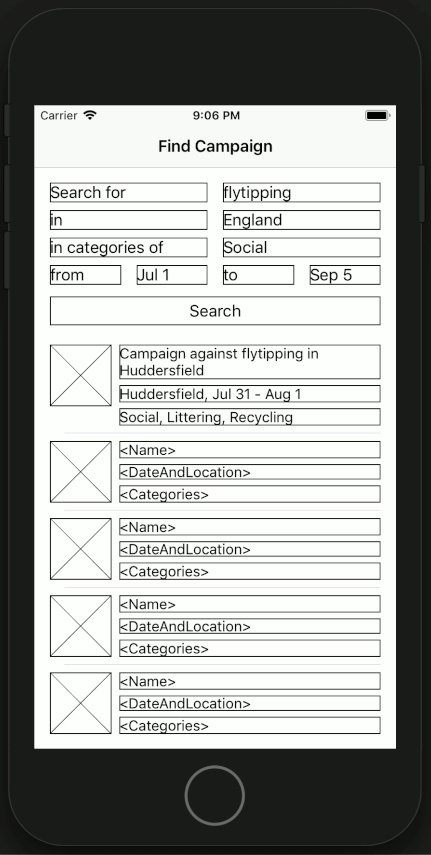 Carrier 9:06 PM
Find Campaign
Search for flytipping
in England
in categories of Social
from Jul 1 to Sep 5
Search
Campaign against flytipping in
Huddersfield
Huddersfield, Jul 31 - Aug 1
Social, Littering, Recycling
<Name>
<DateAndLocation>
<Categories>
<Name>
<DateAndLocation>
<Categories>
<Name>
<DateAndLocation>
<Categories>
<Name>
<DateAndLocation>
<Categories>